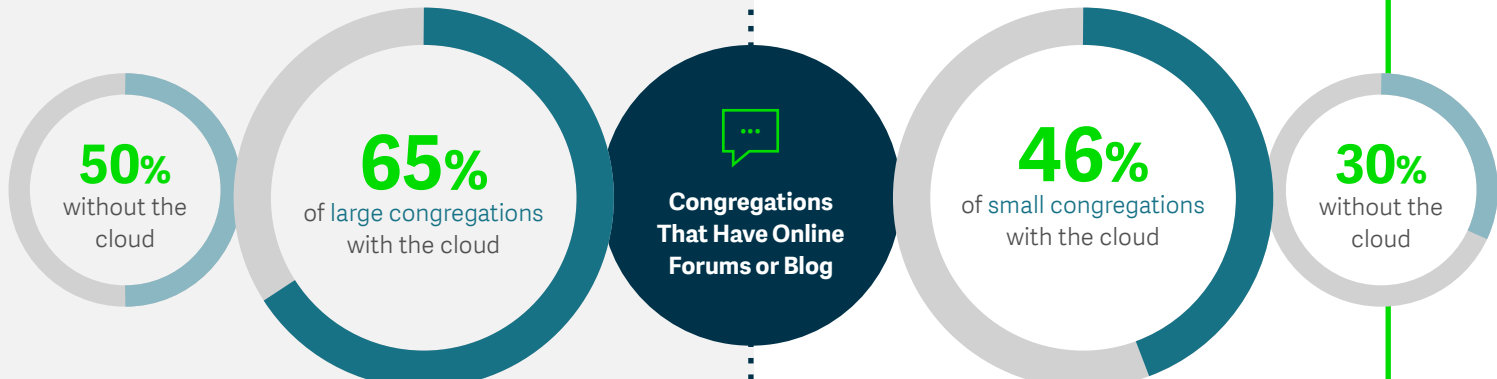 50%
without the
cloud
65%
of large congregations
with the cloud
Congregations
That Have Online
Forums or Blog
46%
of small congregations
with the cloud
30%
without the
cloud